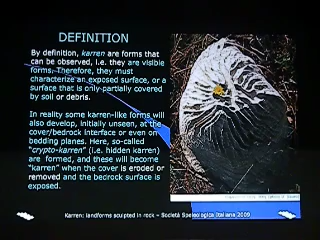 DEFINITION
By definition, karren are forms that
can be observed, i.e. they are visible
forms. Therefore, they must
characterize an exposed surface, or a
surface that is only partially covered
by soil or debris.
In reality some karren-like forms will
also develop, initially unseen, at the
cover/bedrock interface or even on
bedding planes. Here, so-called
"crypto-karren" (i.e. hidden karren)
are formed, and these will become
"karren" when the cover is eroded or
removed and the bedrock surface is
exposed.
Karren: landforms sculpted in rock – Società Speleologica Italiana 2009